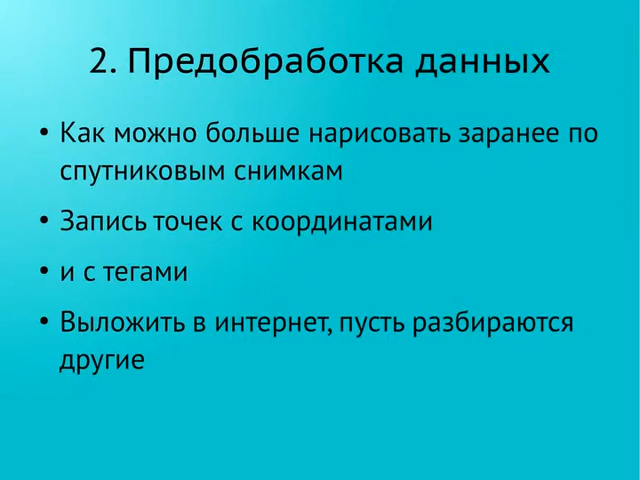 2. Предобработка данных
• Как можно больше нарисовать заранее по
спутниковым снимкам
• Запись точек с координатами
• и с тегами
• Выложить в интернет, пусть разбираются
другие